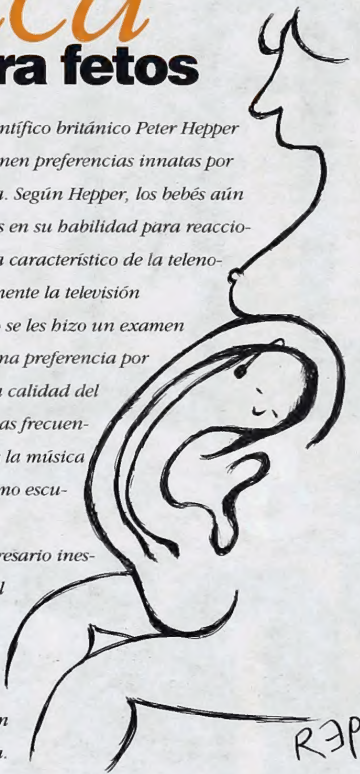 ra fetos
ntífico británico Peter Hepper
nen preferencias innatas por
a. Según Hepper, los bebés aún
s en su habilidad para reaccio-
a característico de la teleno-
nente la televisión
se les hizo un examen
na preferencia por
a calidad del
as frecuen-
la música
mo escu-
resario ines-
l
n
a.
REP